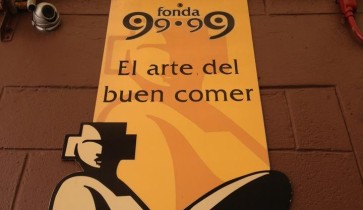 fonda
99.99
El arte del
buen comer